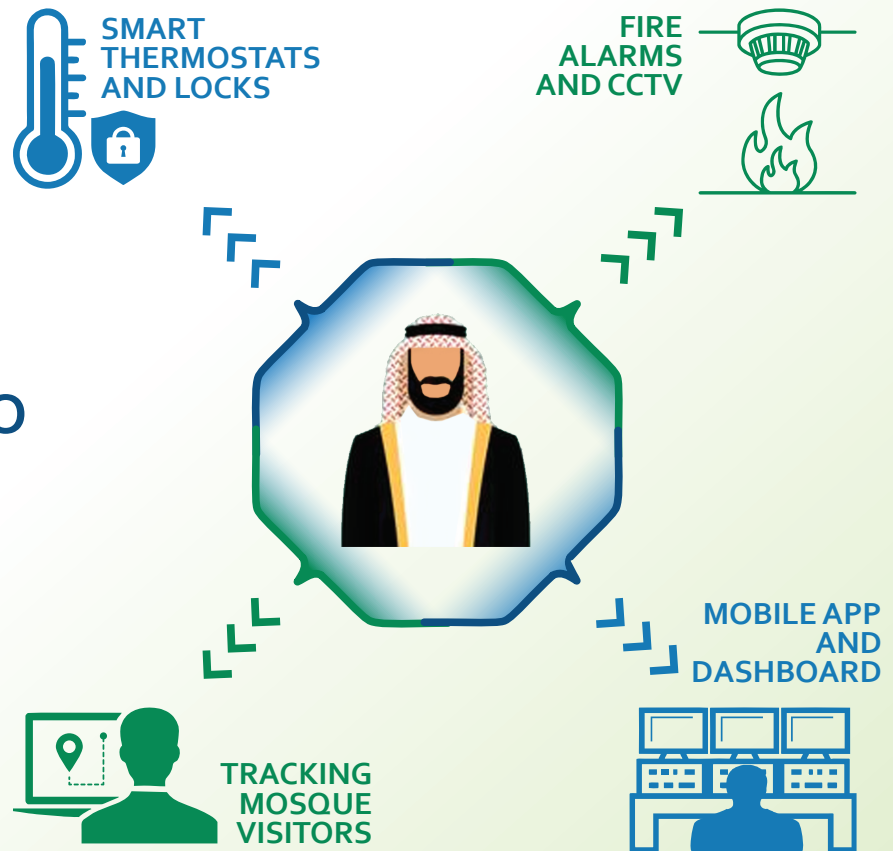 SMART
THERMOSTATS
AND LOCKS
FIRE
ALARMS
AND CCTV
MOBILE APP
AND
DASHBOARD
TRACKING
MOSQUE
VISITORS